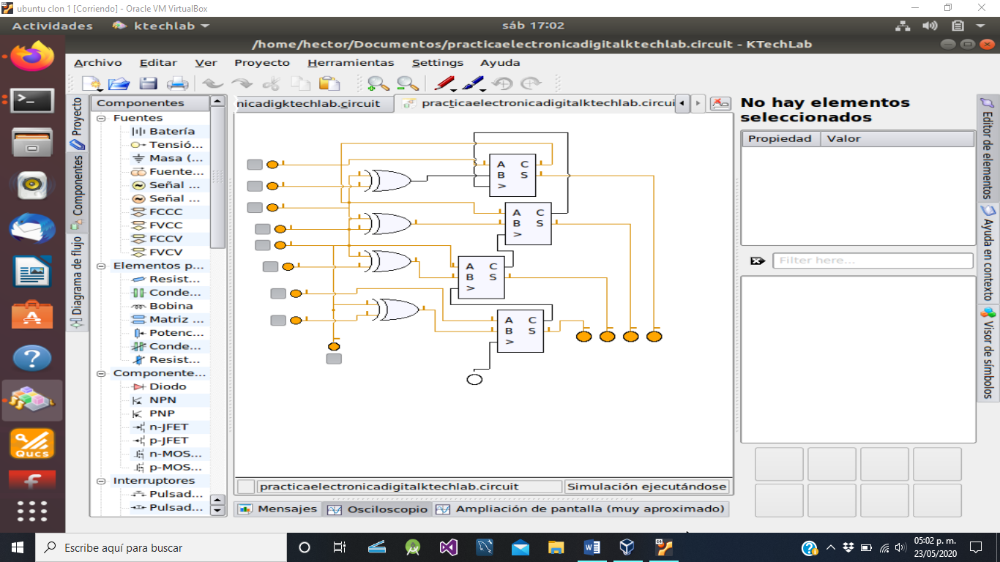 ubuntu clon 1 [Corriendo] - Oracle VM VirtualBox
Actividades ktechlab sáb 17:02
/home/hector/Documentos/practicaelectronicadigitalktechlab.circuit - KTechLab
Archivo Editar Ver Proyecto Herramientas Settings Ayuda
Proyecto
Componentes
Diagrama de flujo
Componentes
Fuentes
Batería
Tensió...
Masa (...
Fuente...
Señal ...
Señal ...
FCCC
FVCC
FCCV
FVCV
Elementos p...
Resist...
Conde...
Bobina
Matriz ...
Potenc...
Conde...
Resist...
Componente...
Diodo
NPN
PNP
n-JFET
p-JFET
n-MOS...
p-MOS...
Interruptores
Pulsad...
Pulsad...
nicadigktechlab.circuit
practicaelectronicadigitalktechlab.circui
A C
B S
>
A C
B S
>
A C
B S
>
A C
B S
>
practicaelectronicadigitalktechlab.circuit
Simulación ejecutándose
Mensajes Osciloscopio Ampliación de pantalla (muy aproximado)
No hay elementos
seleccionados
Propiedad Valor
Filter here...
Editor de elementos
Ayuda en contexto
Visor de símbolos
Qucs
Escribe aquí para buscar
05:02 p. m.
23/05/2020